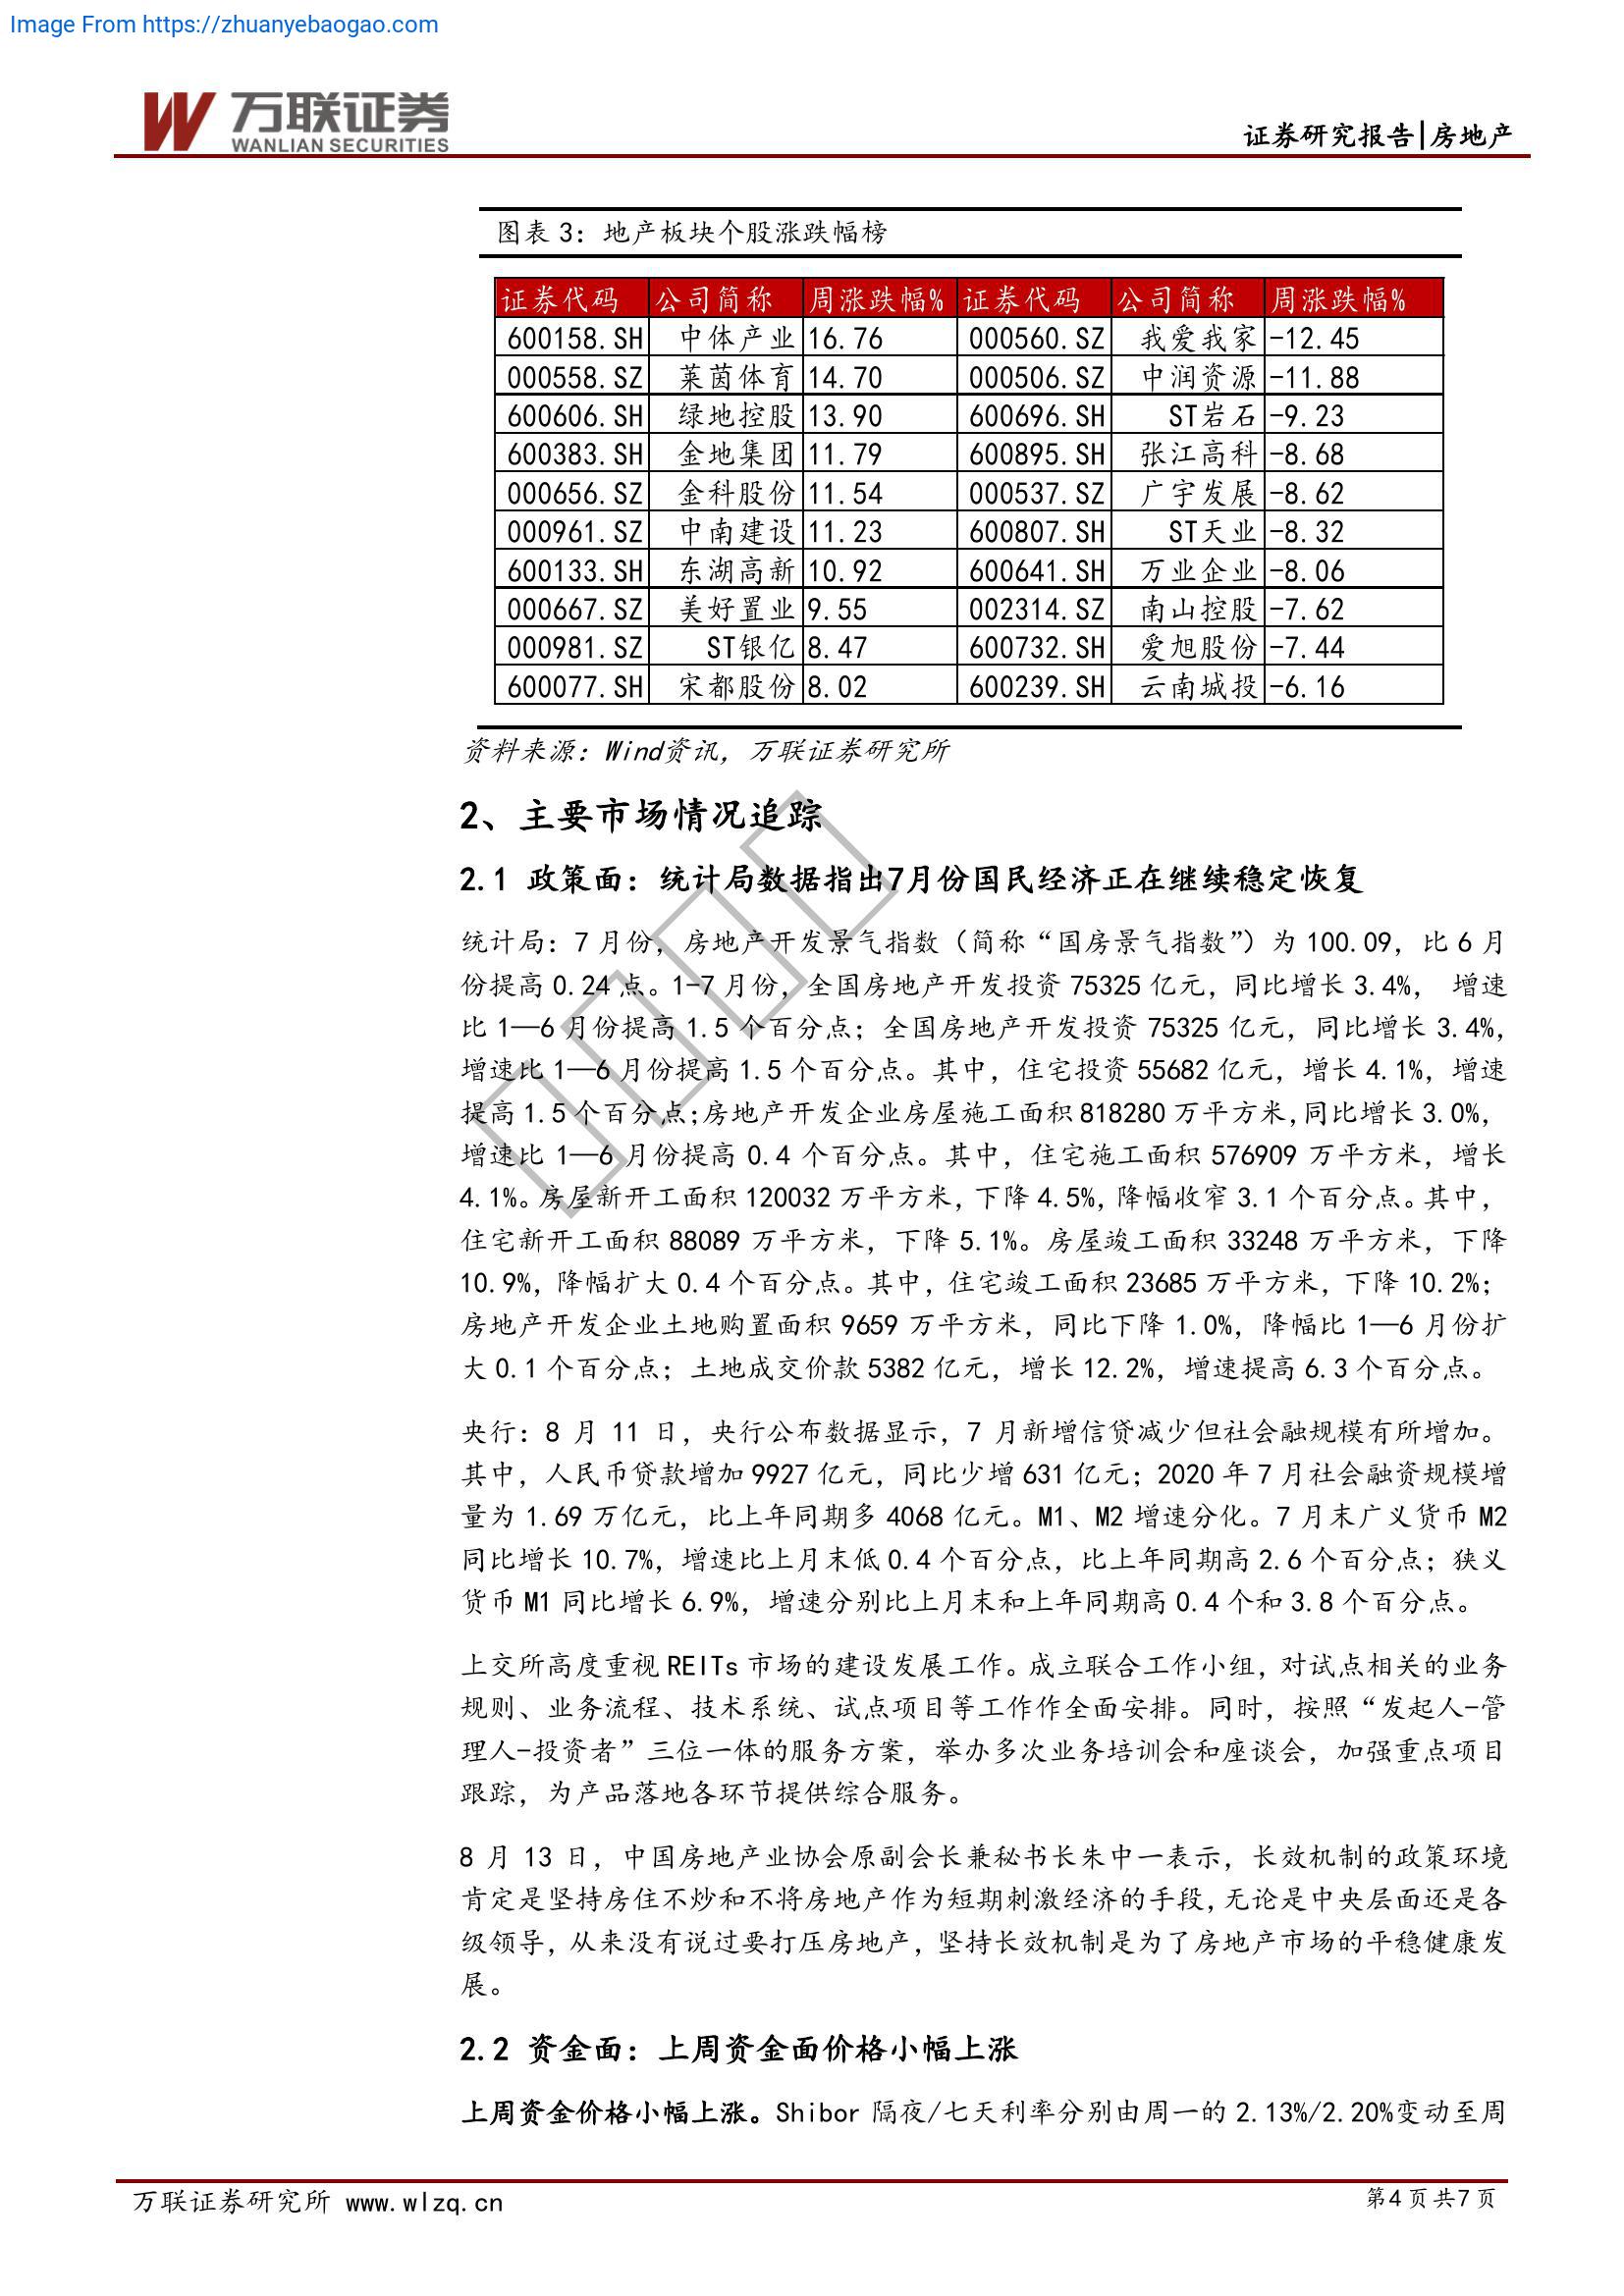 Image From https://zhuanyebaogao.com
万联证券
WANLIAN SECURITIES
证券研究报告|房地产
图表 3：地产板块个股涨跌幅榜
证券代码 公司简称 周涨跌幅% 证券代码 公司简称 周涨跌幅%
600158.SH 中体产业 16.76 000560.SZ 我爱我家 -12.45
000558.SZ 莱茵体育 14.70 000506.SZ 中润资源 -11.88
600606.SH 绿地控股 13.90 600696.SH ST岩石 -9.23
600383.SH 金地集团 11.79 600895.SH 张江高科 -8.68
000656.SZ 金科股份 11.54 000537.SZ 广宇发展 -8.62
000961.SZ 中南建设 11.23 600807.SH ST天业 -8.32
600133.SH 东湖高新 10.92 600641.SH 万业企业 -8.06
000667.SZ 美好置业 9.55 002314.SZ 南山控股 -7.62
000981.SZ ST银亿 8.47 600732.SH 爱旭股份 -7.44
600077.SH 宋都股份 8.02 600239.SH 云南城投 -6.16
资料来源：Wind资讯，万联证券研究所
2、主要市场情况追踪
2.1 政策面：统计局数据指出7月份国民经济正在继续稳定恢复
统计局：7 月份，房地产开发景气指数（简称“国房景气指数”）为 100.09，比 6 月
份提高 0.24 点。1-7 月份，全国房地产开发投资 75325 亿元，同比增长 3.4%， 增速
比 1—6 月份提高 1.5 个百分点；全国房地产开发投资 75325 亿元，同比增长 3.4%，
增速比 1—6 月份提高 1.5 个百分点。其中，住宅投资 55682 亿元，增长 4.1%，增速
提高 1.5 个百分点；房地产开发企业房屋施工面积 818280 万平方米，同比增长 3.0%，
增速比 1—6 月份提高 0.4 个百分点。其中，住宅施工面积 576909 万平方米，增长
4.1%。房屋新开工面积 120032 万平方米，下降 4.5%，降幅收窄 3.1 个百分点。其中，
住宅新开工面积 88089 万平方米，下降 5.1%。房屋竣工面积 33248 万平方米，下降
10.9%，降幅扩大 0.4 个百分点。其中，住宅竣工面积 23685 万平方米，下降 10.2%；
房地产开发企业土地购置面积 9659 万平方米，同比下降 1.0%，降幅比 1—6 月份扩
大 0.1 个百分点；土地成交价款 5382 亿元，增长 12.2%，增速提高 6.3 个百分点。
央行：8 月 11 日，央行公布数据显示，7 月新增信贷减少但社会融规模有所增加。
其中，人民币贷款增加 9927 亿元，同比少增 631 亿元；2020 年 7 月社会融资规模增
量为 1.69 万亿元，比上年同期多 4068 亿元。M1、M2 增速分化。7 月末广义货币 M2
同比增长 10.7%，增速比上月末低 0.4 个百分点，比上年同期高 2.6 个百分点；狭义
货币 M1 同比增长 6.9%，增速分别比上月末和上年同期高 0.4 个和 3.8 个百分点。
上交所高度重视 REITs 市场的建设发展工作。成立联合工作小组，对试点相关的业务
规则、业务流程、技术系统、试点项目等工作作全面安排。同时，按照“发起人-管
理人-投资者”三位一体的服务方案，举办多次业务培训会和座谈会，加强重点项目
跟踪，为产品落地各环节提供综合服务。
8 月 13 日，中国房地产业协会原副会长兼秘书长朱中一表示，长效机制的政策环境
肯定是坚持房住不炒和不将房地产作为短期刺激经济的手段，无论是中央层面还是各
级领导，从来没有说过要打压房地产，坚持长效机制是为了房地产市场的平稳健康发
展。
2.2 资金面：上周资金面价格小幅上涨
上周资金价格小幅上涨。Shibor 隔夜/七天利率分别由周一的 2.13%/2.20%变动至周
万联证券研究所 www.wlzq.cn
第 4 页 共 7 页